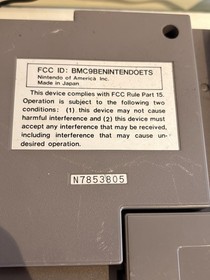 FCC ID: BMC9BENINTENDOETS
Nintendo of America Inc.
Made in Japan
This device complies with FCC Rule Part 15.
Operation is subject to the following two
conditions: (1) this device may not cause
harmful interference and (2) this device must
accept any interference that may be received,
including interference that may cause un-
desired operation.
N7853805